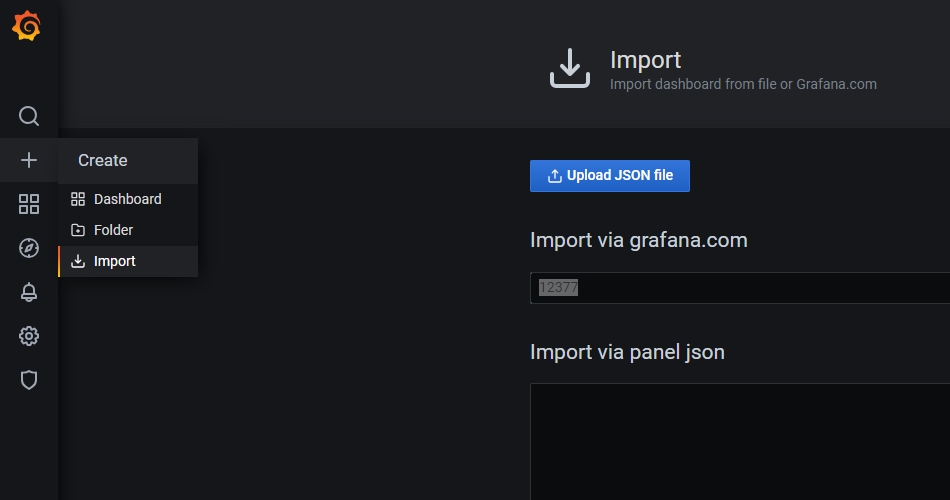 Import
Import dashboard from file or Grafana.com
Create
Dashboard
Folder
Import
Upload JSON file
Import via grafana.com
12377
Import via panel json